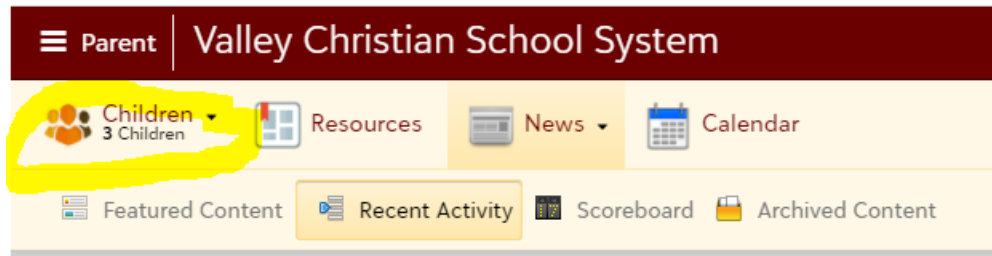 Parent Valley Christian School System
Children Resources News Calendar
3 Children
Featured Content Recent Activity Scoreboard Archived Content